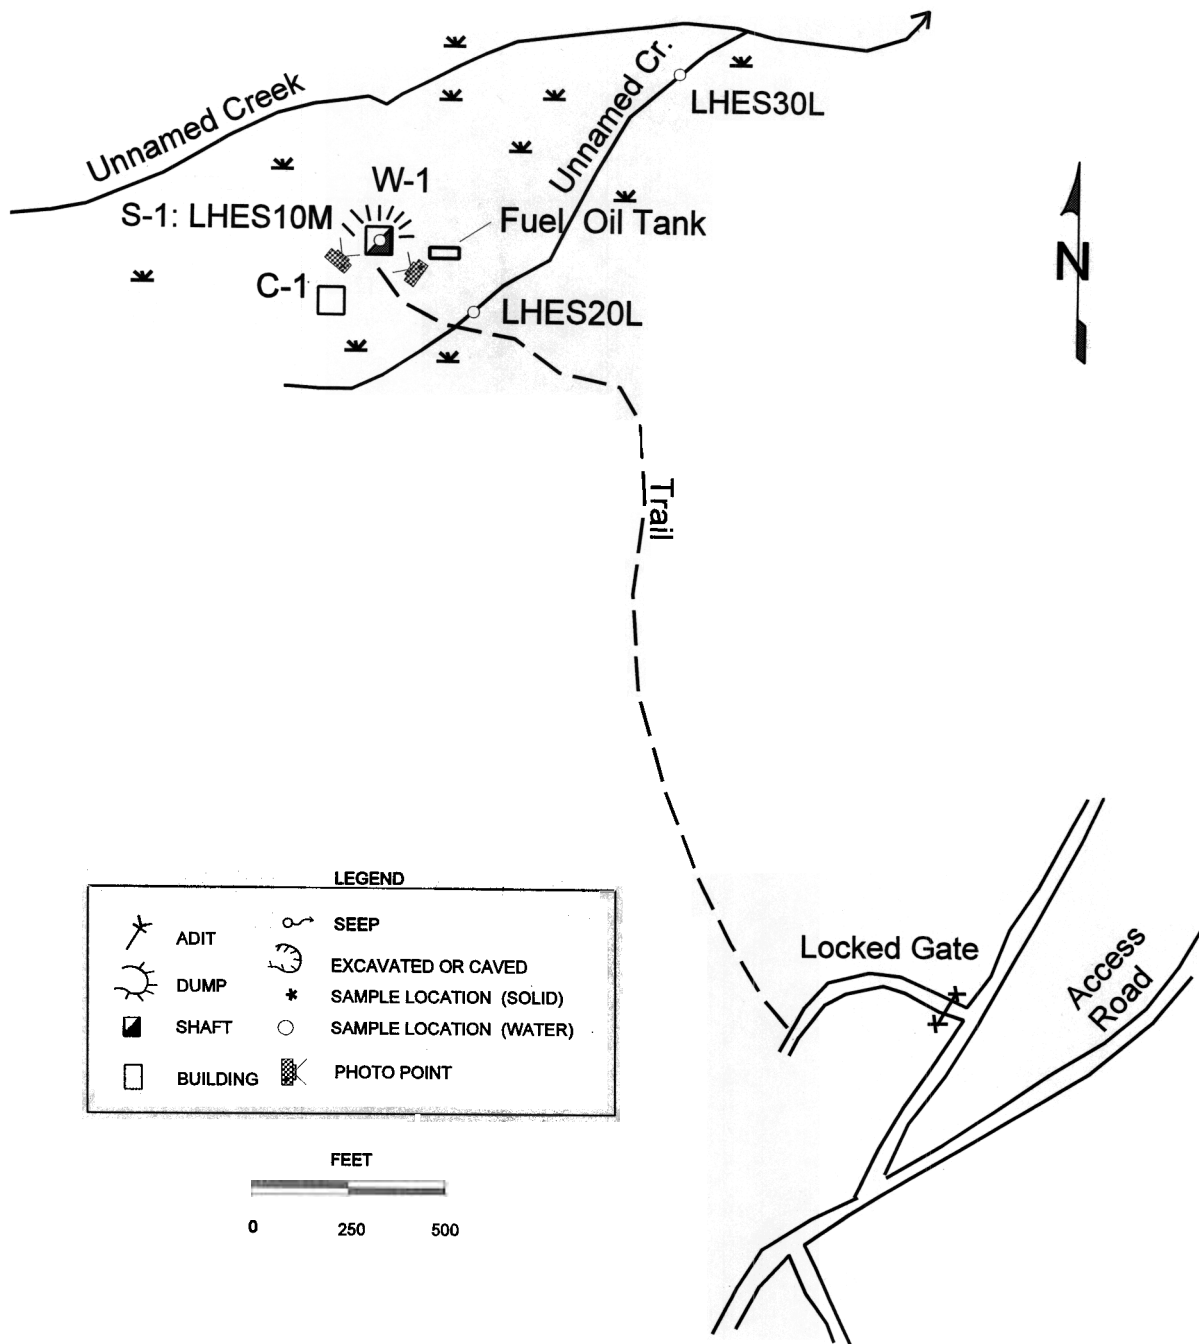 Unnamed Creek
Unnamed Cr.
LHES30L
W-1
S-1: LHES10M
Fuel Oil Tank
C-1
LHES20L
N
Trail
Locked Gate
Access
Road
LEGEND
ADIT
SEEP
DUMP
EXCAVATED OR CAVED
SAMPLE LOCATION (SOLID)
SHAFT
SAMPLE LOCATION (WATER)
BUILDING
PHOTO POINT
FEET
0 250 500